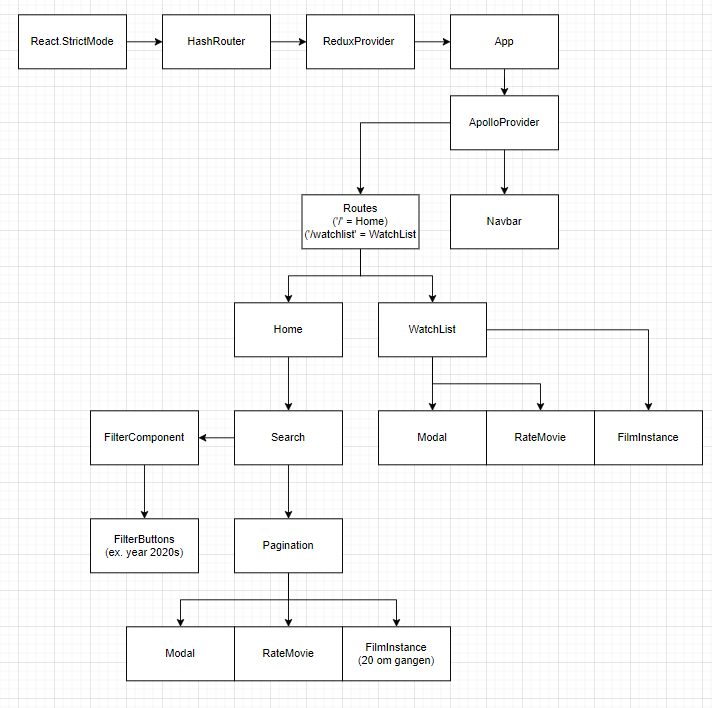 React.StrictMode
HashRouter
ReduxProvider
App
ApolloProvider
Routes
('/' = Home)
('/watchlist' = WatchList
Navbar
Home
WatchList
FilterComponent
Search
Modal
RateMovie
FilmInstance
FilterButtons
(ex. year 2020s)
Pagination
Modal
RateMovie
FilmInstance
(20 om gangen)